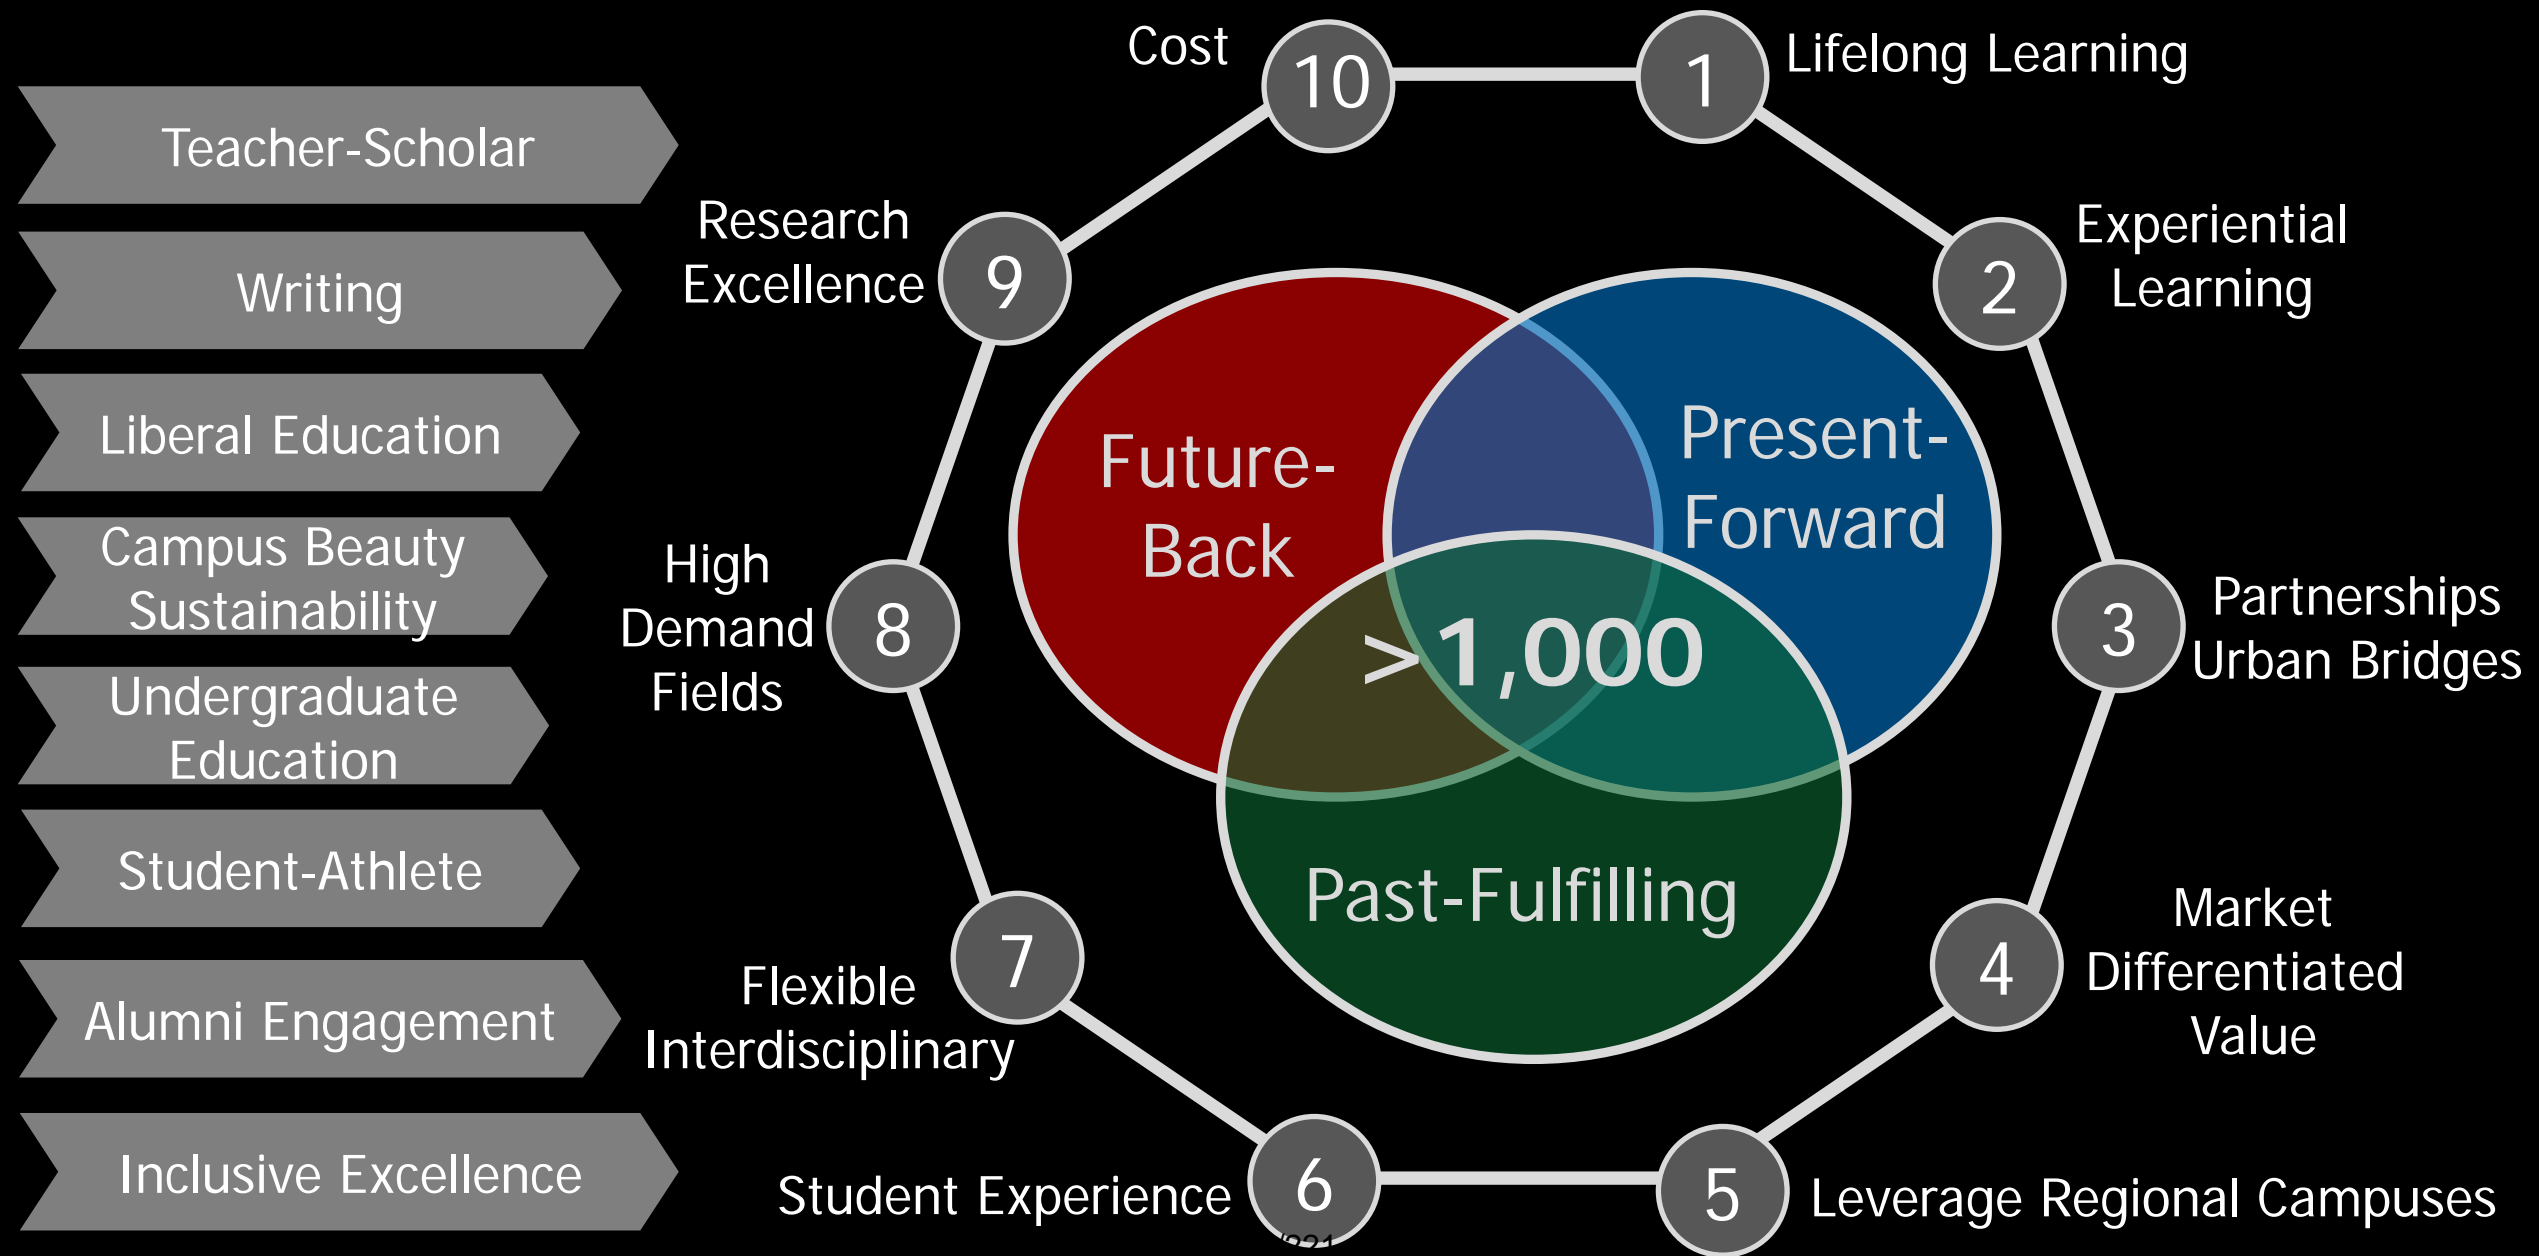 Teacher-Scholar
Writing
Liberal Education
Campus Beauty
Sustainability
Undergraduate
Education
Student-Athlete
Alumni Engagement
Inclusive Excellence
10
Cost
1
Lifelong Learning
2
Experiential
Learning
3
Partnerships
Urban Bridges
4
Market
Differentiated
Value
5
Leverage Regional Campuses
6
Student Experience
7
Flexible
Interdisciplinary
8
High
Demand
Fields
9
Research
Excellence
Future-
Back
Present-
Forward
>1,000
Past-Fulfilling